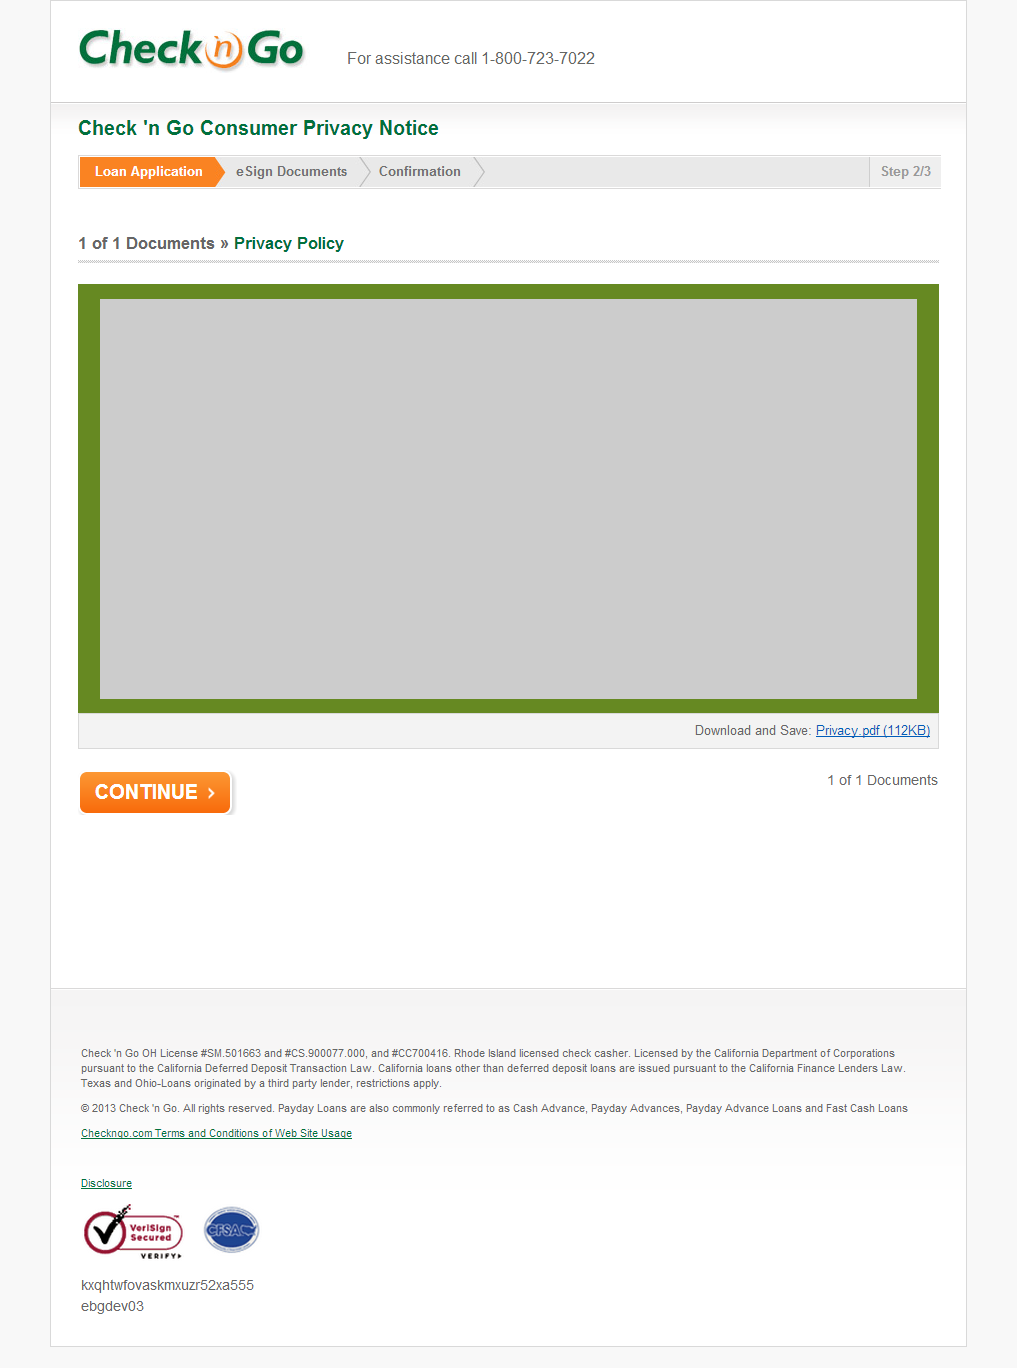 Check 'n Go
For assistance call 1-800-723-7022
Check 'n Go Consumer Privacy Notice
Loan Application
eSign Documents
Confirmation
Step 2/3
1 of 1 Documents » Privacy Policy
Download and Save: Privacy.pdf (112KB)
CONTINUE ›
1 of 1 Documents
Check 'n Go OH License #SM.501663 and #CS.900077.000, and #CC700416. Rhode Island licensed check casher. Licensed by the California Department of Corporations
pursuant to the California Deferred Deposit Transaction Law. California loans other than deferred deposit loans are issued pursuant to the California Finance Lenders Law.
Texas and Ohio-Loans originated by a third party lender, restrictions apply.
© 2013 Check 'n Go. All rights reserved. Payday Loans are also commonly referred to as Cash Advance, Payday Advances, Payday Advance Loans and Fast Cash Loans
Checkngo.com Terms and Conditions of Web Site Usage
Disclosure
VeriSign
Secured
VERIFY
CFSA
kxqhtwfovaskmxuzr52xa555
ebgdev03